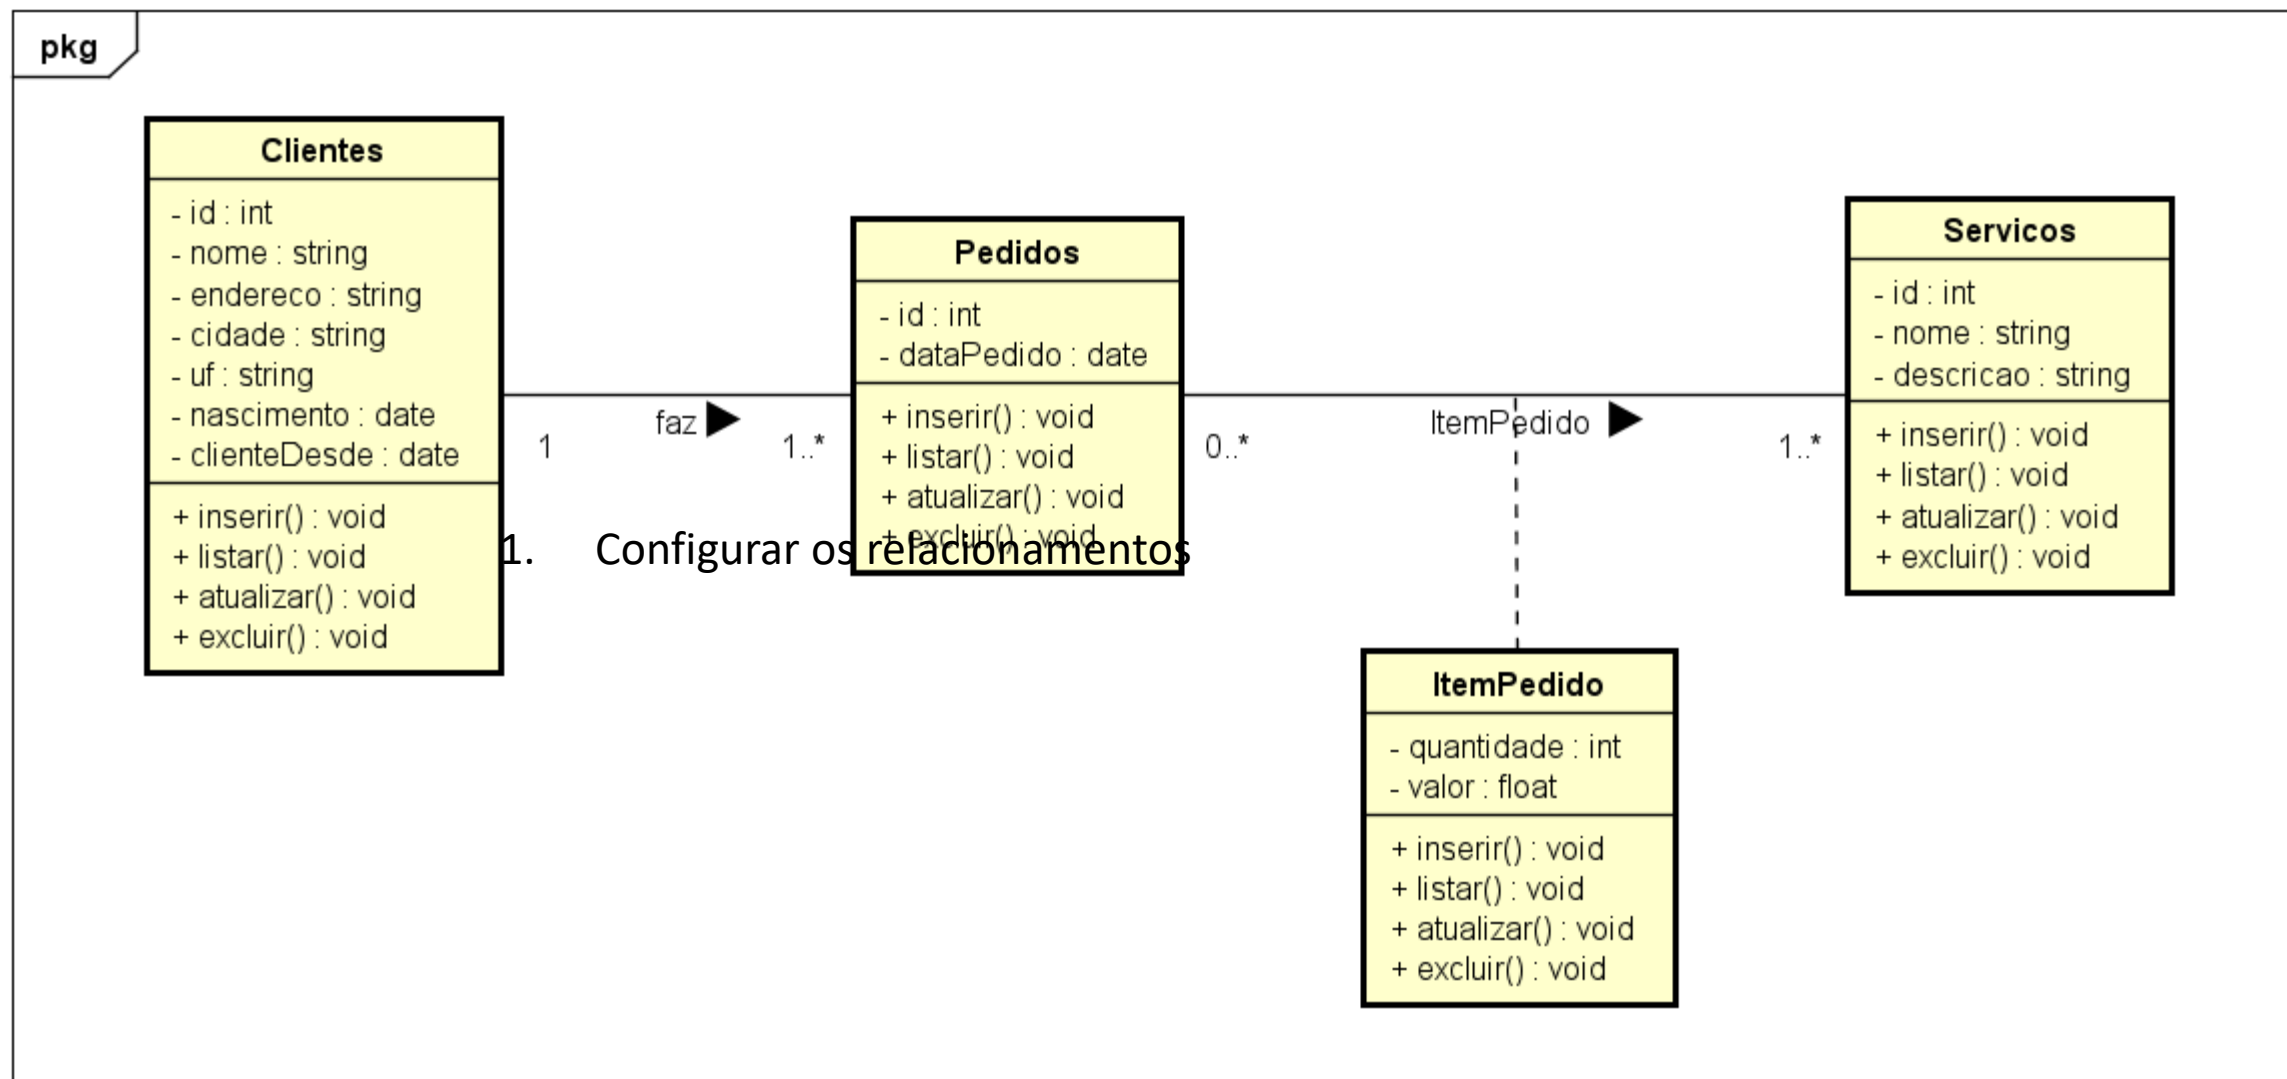 pkg
Clientes
- id : int
- nome : string
- endereco : string
- cidade : string
- uf : string
- nascimento : date
- clienteDesde : date
+ inserir() : void
+ listar() : void
+ atualizar() : void
+ excluir() : void
1
faz
1..*
Pedidos
- id : int
- dataPedido : date
+ inserir() : void
+ listar() : void
+ atualizar() : void
+ excluir() : void
1. Configurar os relacionamentos
0..*
ItemPedido
1..*
Servicos
- id : int
- nome : string
- descricao : string
+ inserir() : void
+ listar() : void
+ atualizar() : void
+ excluir() : void
ItemPedido
- quantidade : int
- valor : float
+ inserir() : void
+ listar() : void
+ atualizar() : void
+ excluir() : void